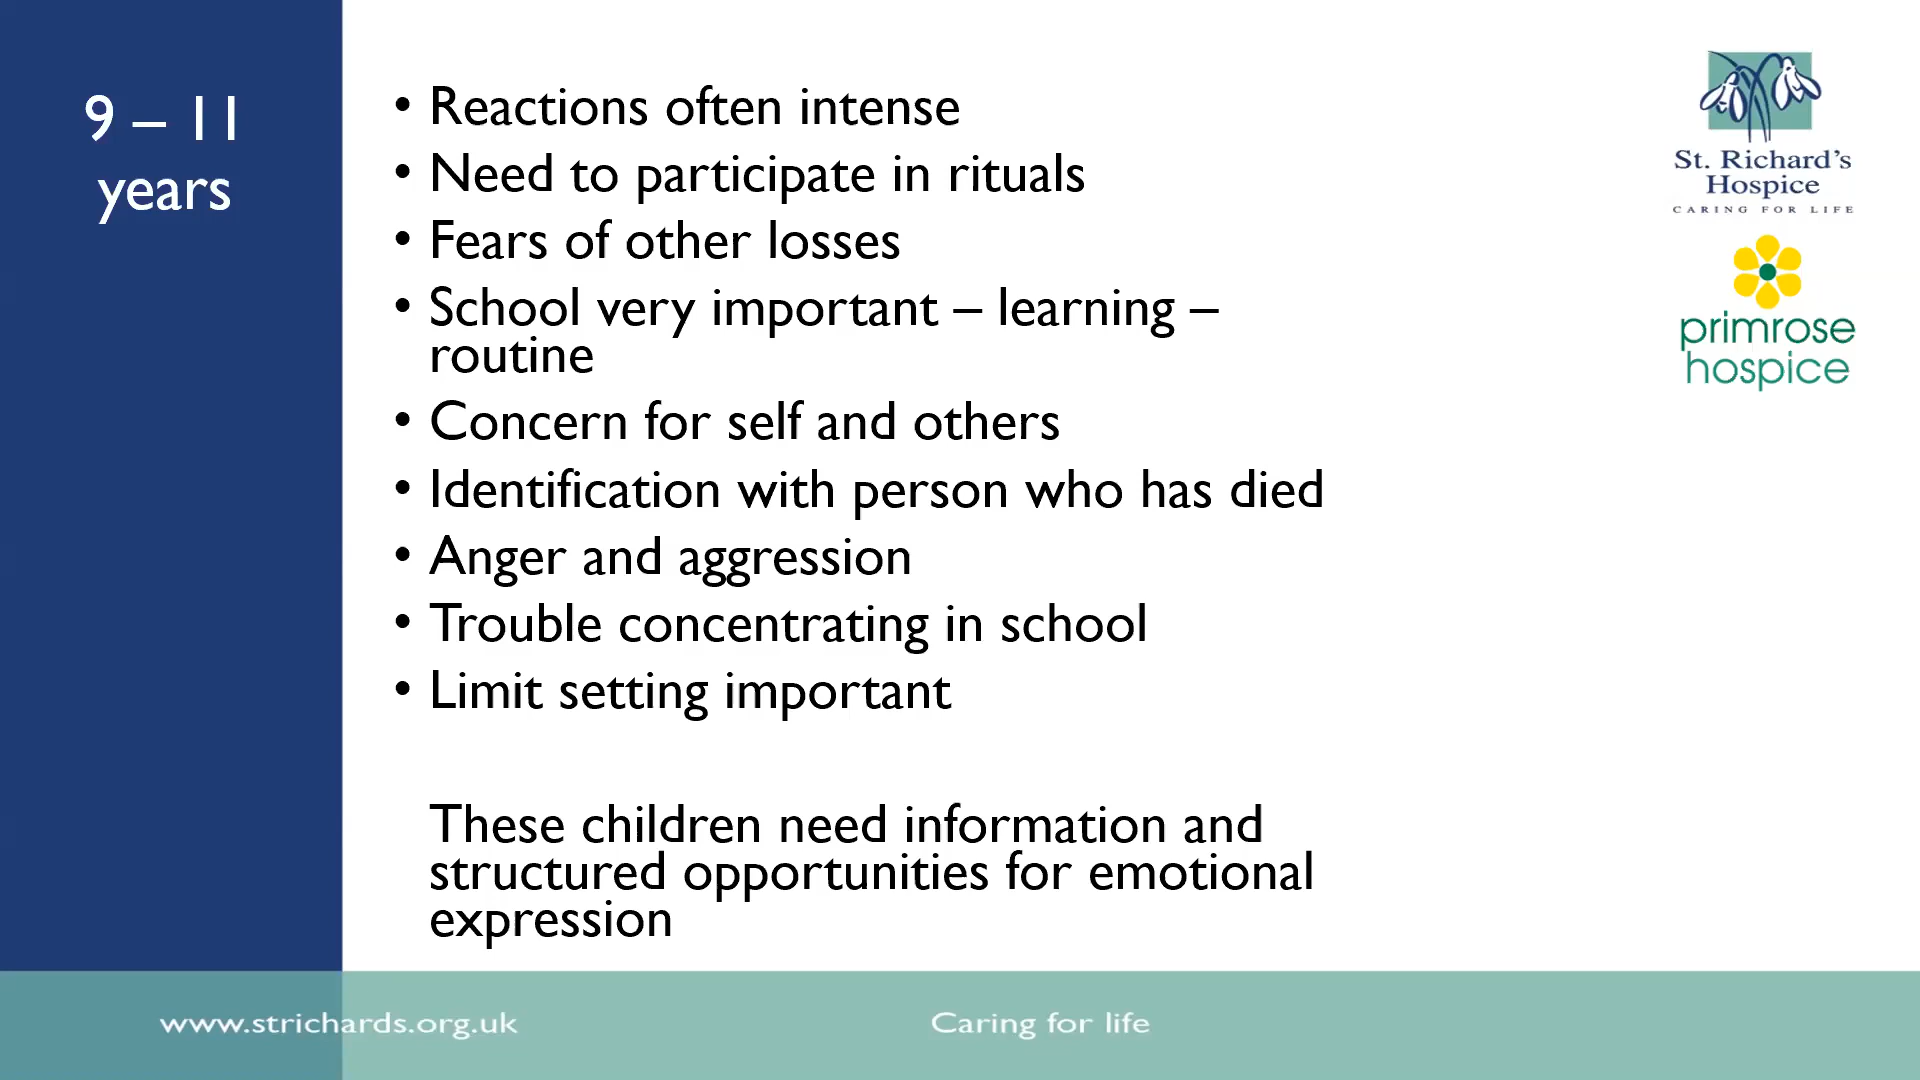 9 – 11
years
• Reactions often intense
• Need to participate in rituals
• Fears of other losses
• School very important – learning –
routine
• Concern for self and others
• Identification with person who has died
• Anger and aggression
• Trouble concentrating in school
• Limit setting important
These children need information and
structured opportunities for emotional
expression
St. Richard's
Hospice
CARING FOR LIFE
primrose
hospice
www.strichards.org.uk
Caring for life